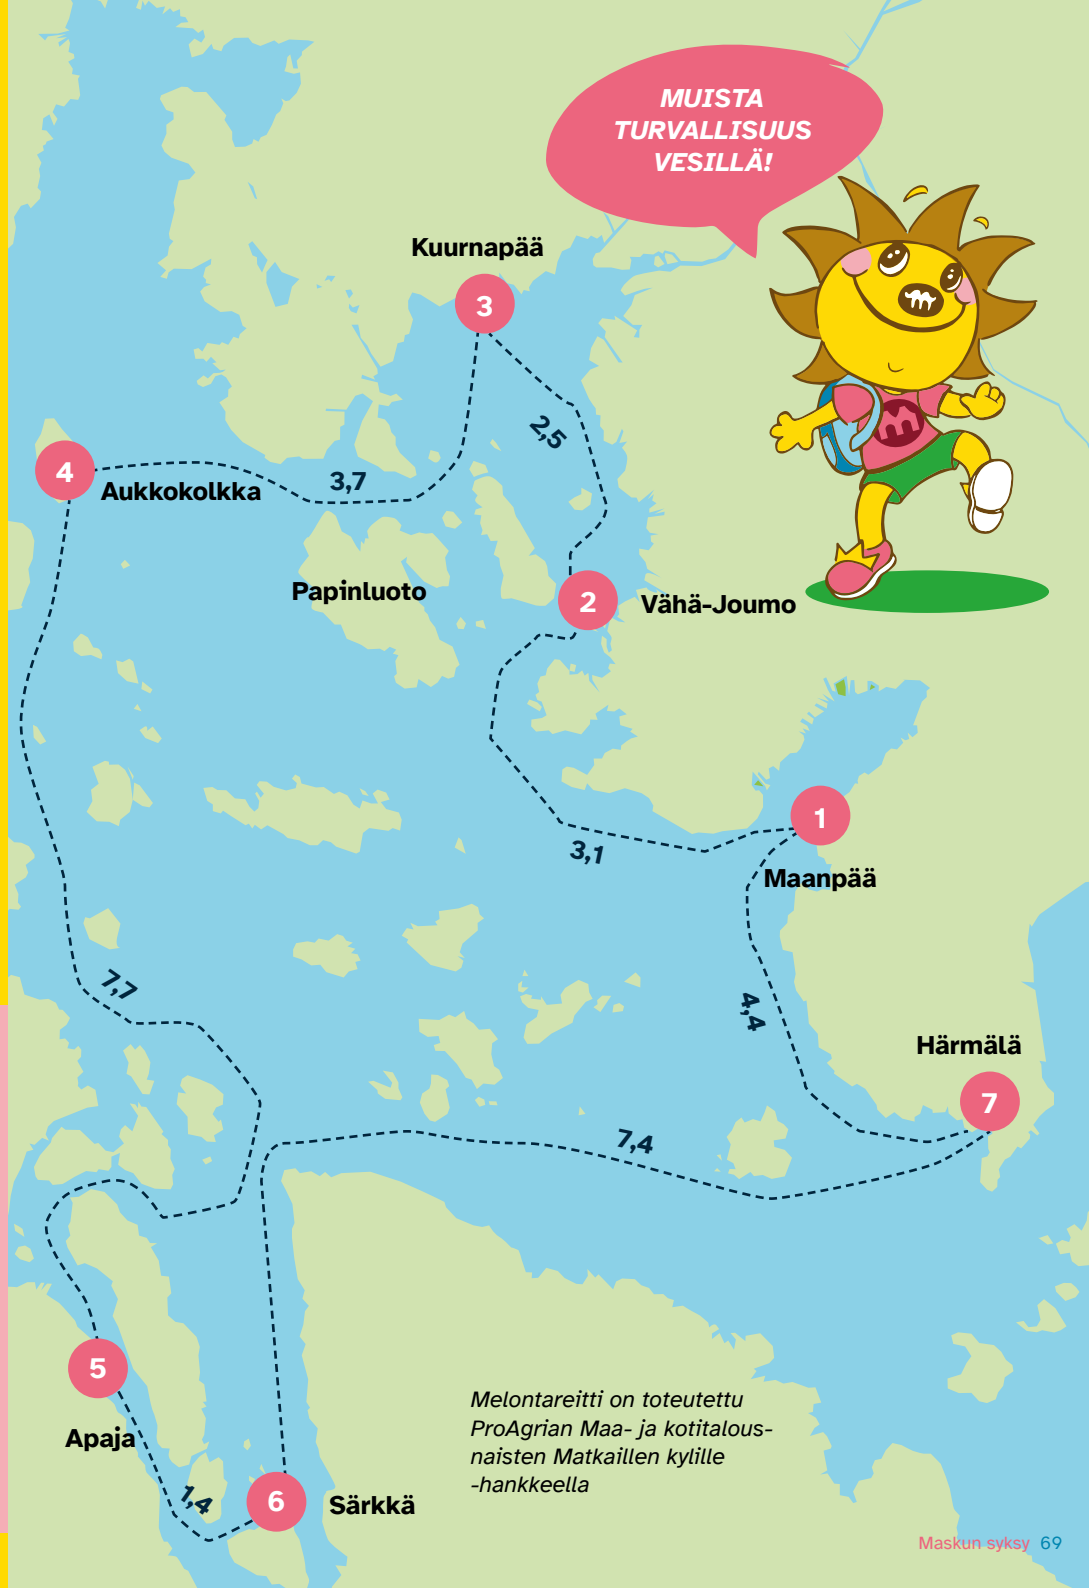 MUISTA
TURVALLISUUS
VESILLÄ!
Kuurnapää
3
2,5
4
Aukkokolkka
3,7
Papinluoto
2
Vähä-Joumo
1
3,1
Maanpää
7,7
4,4
Härmälä
7
7,4
5
Apaja
1,4
6
Särkkä
Melontareitti on toteutettu
ProAgrian Maa- ja kotitalous-
naisten Matkaillen kylille
-hankkeella
Maskun syksy 69